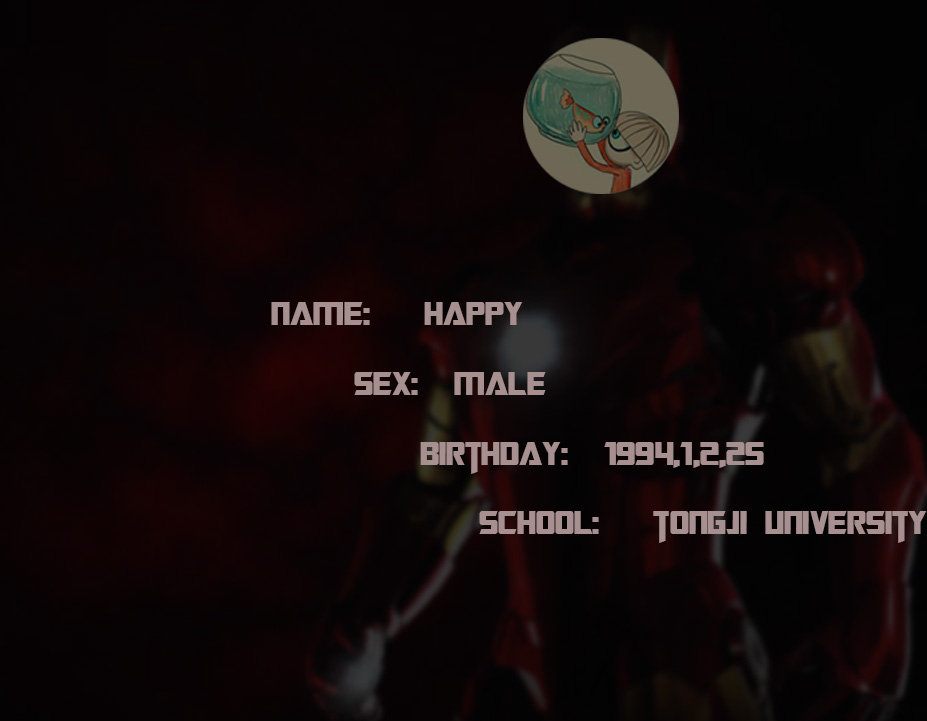 NAME: HAPPY
SEX: MALE
BIRTHDAY: 1994,1,2,25
SCHOOL: TONGJI UNIVERSITY